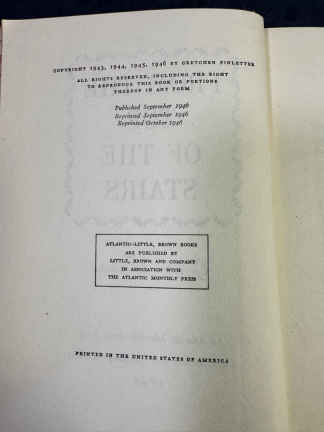 COPYRIGHT 1943, 1944, 1945, 1946 BY GRETCHEN FINLETTER
ALL RIGHTS RESERVED, INCLUDING THE RIGHT
TO REPRODUCE THIS BOOK OR PORTIONS
THEREOF IN ANY FORM
Published September 1946
Reprinted September 1946
Reprinted October 1946
OF THE
STAIRS
ATLANTIC-LITTLE, BROWN BOOKS
ARE PUBLISHED BY
LITTLE, BROWN AND COMPANY
IN ASSOCIATION WITH
THE ATLANTIC MONTHLY PRESS
PRINTED IN THE UNITED STATES OF AMERICA